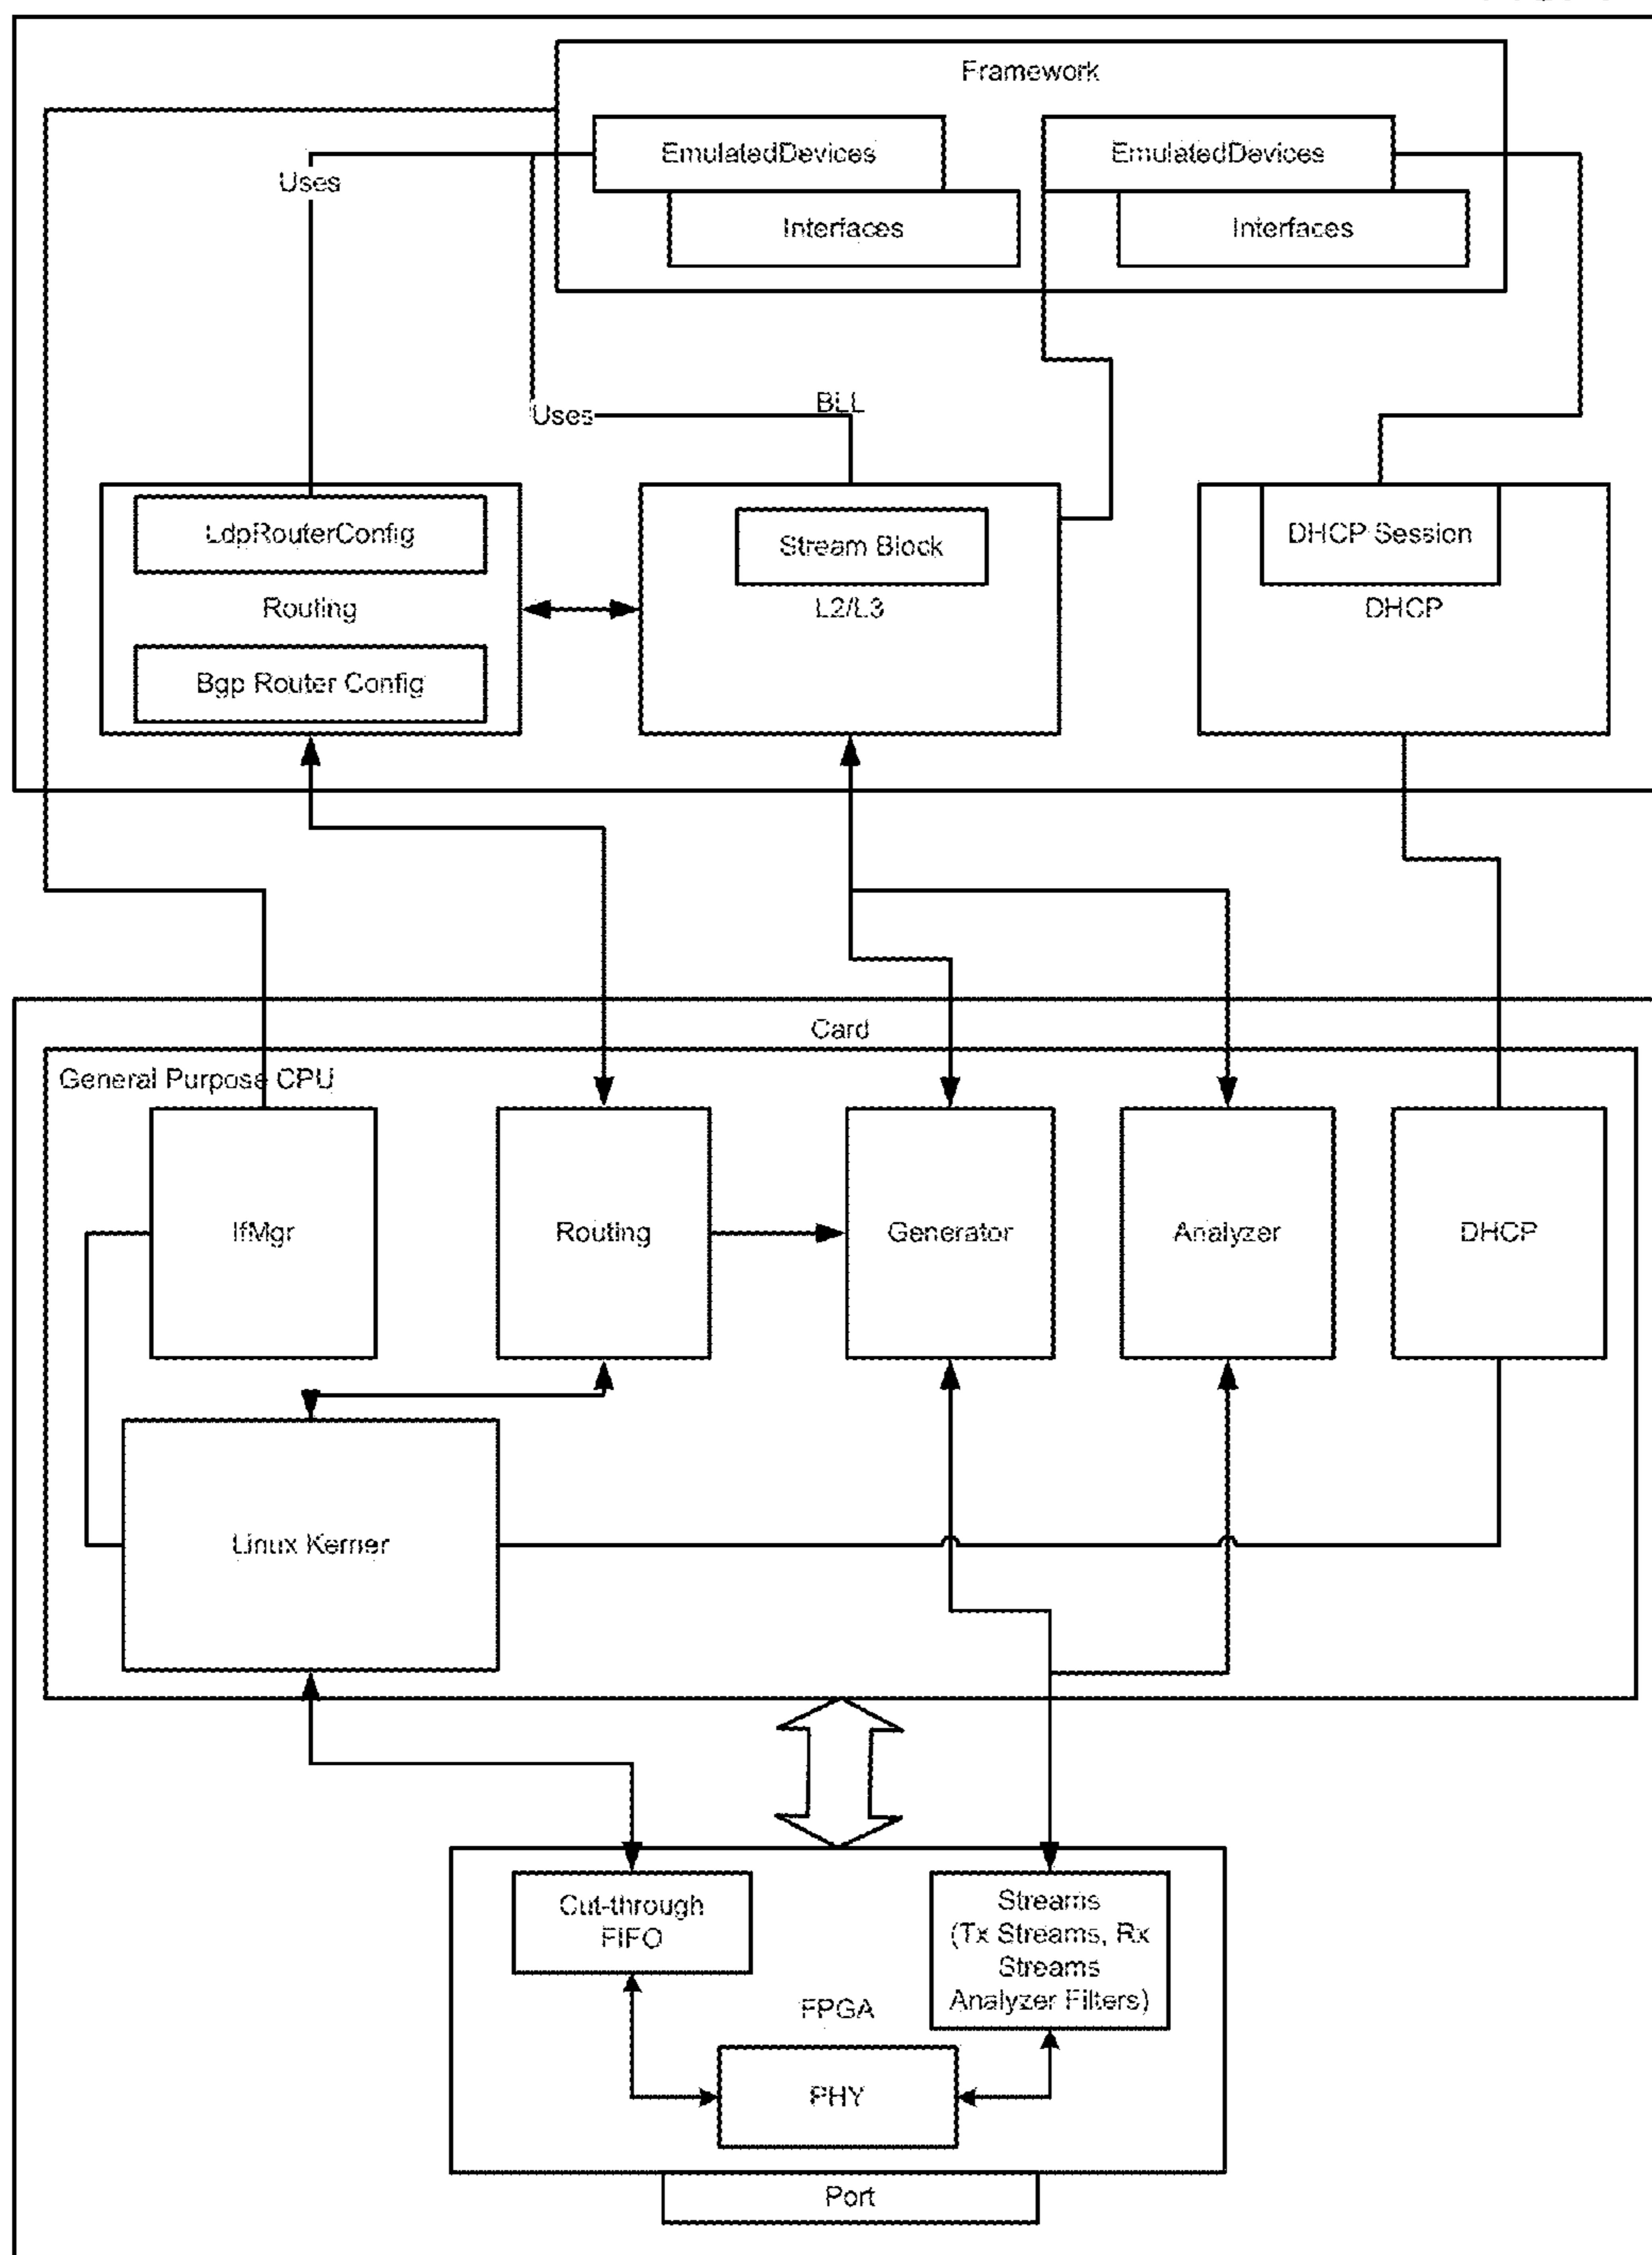 Framework
EmulatedDevices
EmulatedDevices
Uses
Interfaces
Interfaces
BLL
Uses
LdpRouterConfig
Stream Block
DHCP Session
Routing
L2/L3
DHCP
Bgp Router Config
Card
General Purpose CPU
IfMgr
Routing
Generator
Analyzer
DHCP
Linux Kerner
Cut-through
FIFO
Streams
(Tx Streams, Rx
Streams
Analyzer Filters)
FPGA
PHY
Port